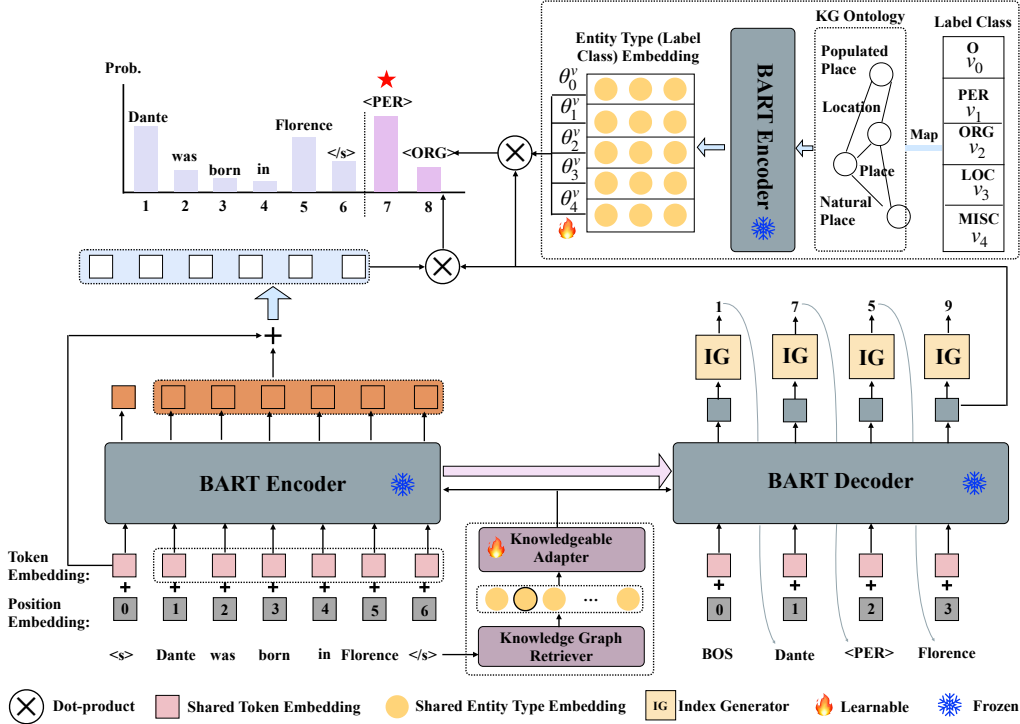 Prob.
Dante
was
born
in
Florence
</s>
<PER>
<ORG>
1 2 3 4 5 6 7 8
Entity Type (Label
Class) Embedding
θ₀ᵛ
θ₁ᵛ
θ₂ᵛ
θ₃ᵛ
θ₄ᵛ
BART Encoder
KG Ontology
Populated
Place
Location
Place
Natural
Place
Map
Label Class
O
v₀
PER
v₁
ORG
v₂
LOC
v₃
MISC
v₄
+
1 7 5 9
IG IG IG IG
BART Encoder
BART Decoder
Token
Embedding:
+ + + + + + +
Position
Embedding:
0 1 2 3 4 5 6
<s> Dante was born in Florence </s>
Knowledgeable
Adapter
...
Knowledge Graph
Retriever
+ + + +
0 1 2 3
BOS Dante <PER> Florence
Dot-product
Shared Token Embedding
Shared Entity Type Embedding
IG
Index Generator
Learnable
Frozen